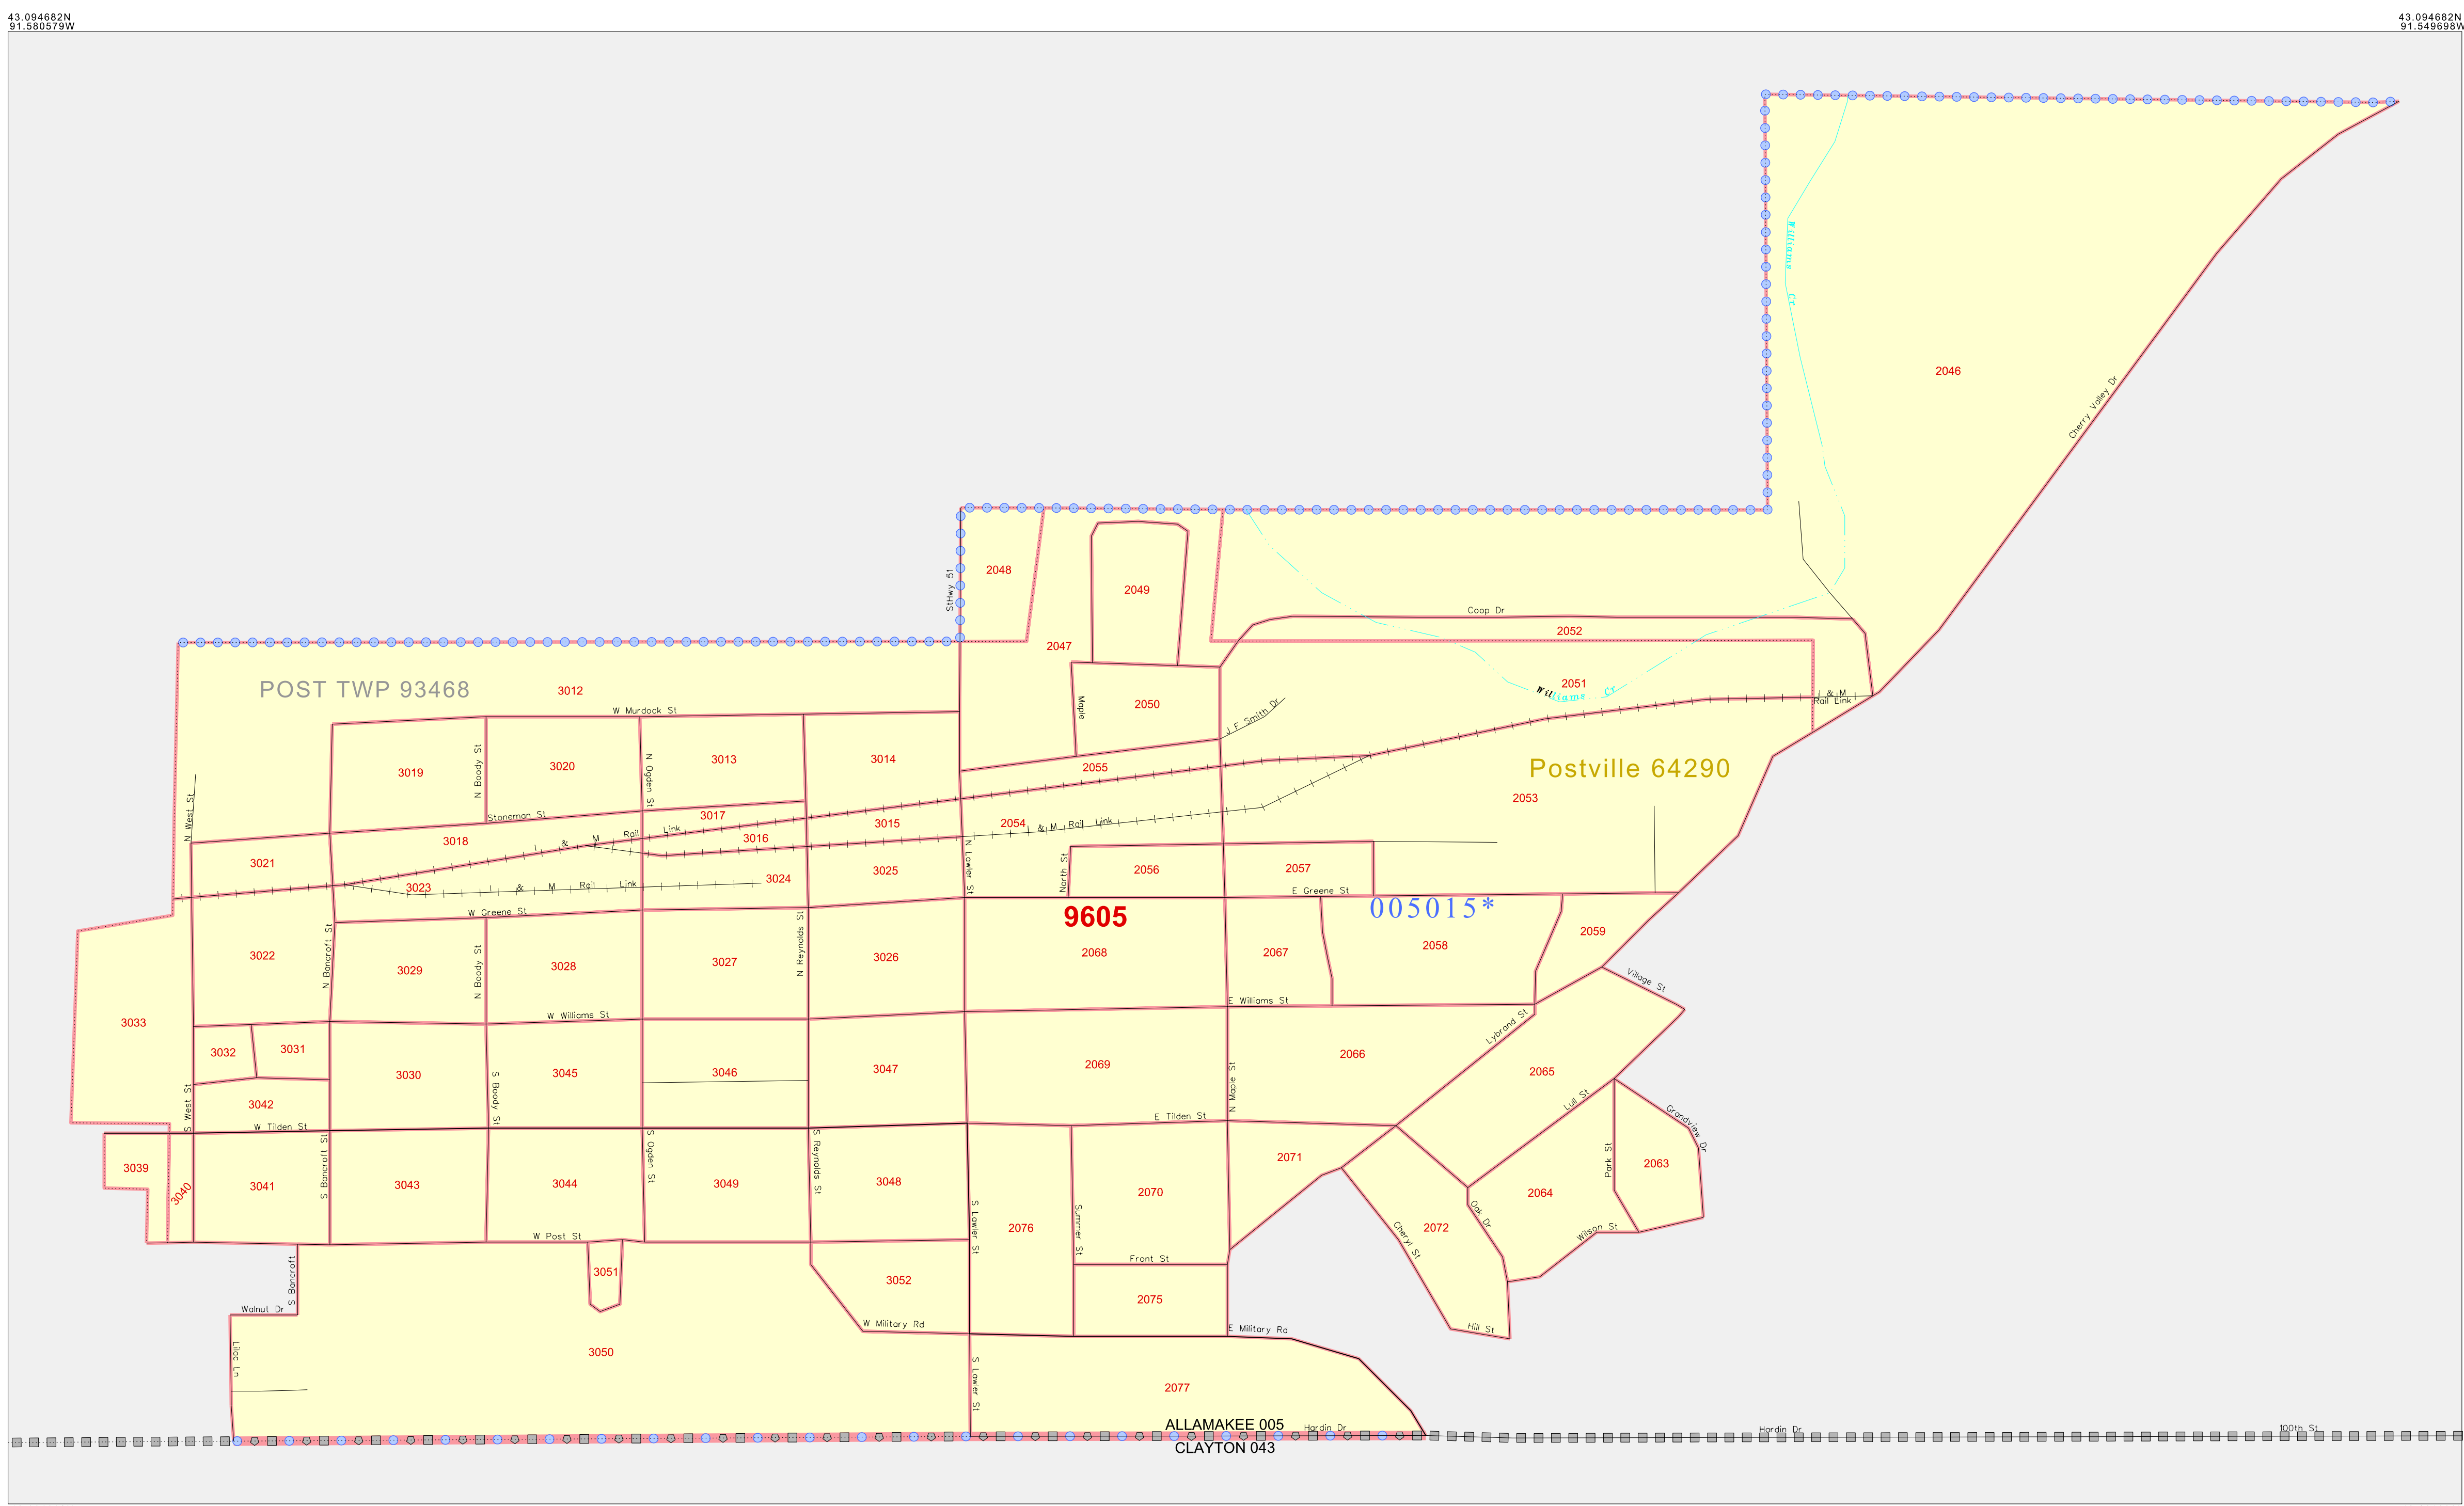 43.094682N
91.580579W
43.094682N
91.549698W
Williams
Cr
2046
Cherry Valley Dr
StHwy 51
2048
2049
Coop Dr
2052
2047
POST TWP 93468
3012
2051
Williams Cr
I & M
Rail Link
W Murdock St
Maple
2050
J F Smith Dr
N Boody St
3019
3020
N Ogden St
3013
3014
2055
Postville 64290
2053
N West St
Stoneman St
3017
3018
I & M Rail Link
3016
3015
2054
I & M Rail Link
3021
3023
I & M Rail Link
3024
3025
N Lawler St
North St
2056
2057
E Greene St
W Greene St
9605
005015*
3022
N Bancroft St
3029
N Boody St
3028
3027
N Reynolds St
3026
2068
2067
2058
2059
Village St
E Williams St
W Williams St
3033
3032
3031
Lybrand St
3030
S Boody St
3045
3046
3047
2069
N Maple St
2066
2065
Lull St
3042
S West St
W Tilden St
E Tilden St
Grandview Dr
3039
3040
3041
S Bancroft St
3043
3044
S Ogden St
3049
S Reynolds St
3048
S Lawler St
2076
Summer St
2070
2071
Park St
2063
2064
Oak Dr
Cheryl St
2072
Wilson St
W Post St
Front St
S Bancroft
3051
3052
2075
Walnut Dr
W Military Rd
E Military Rd
Hill St
Lilac Ln
3050
S Lawler St
2077
ALLAMAKEE 005
Hardin Dr
Hardin Dr
100th St
CLAYTON 043